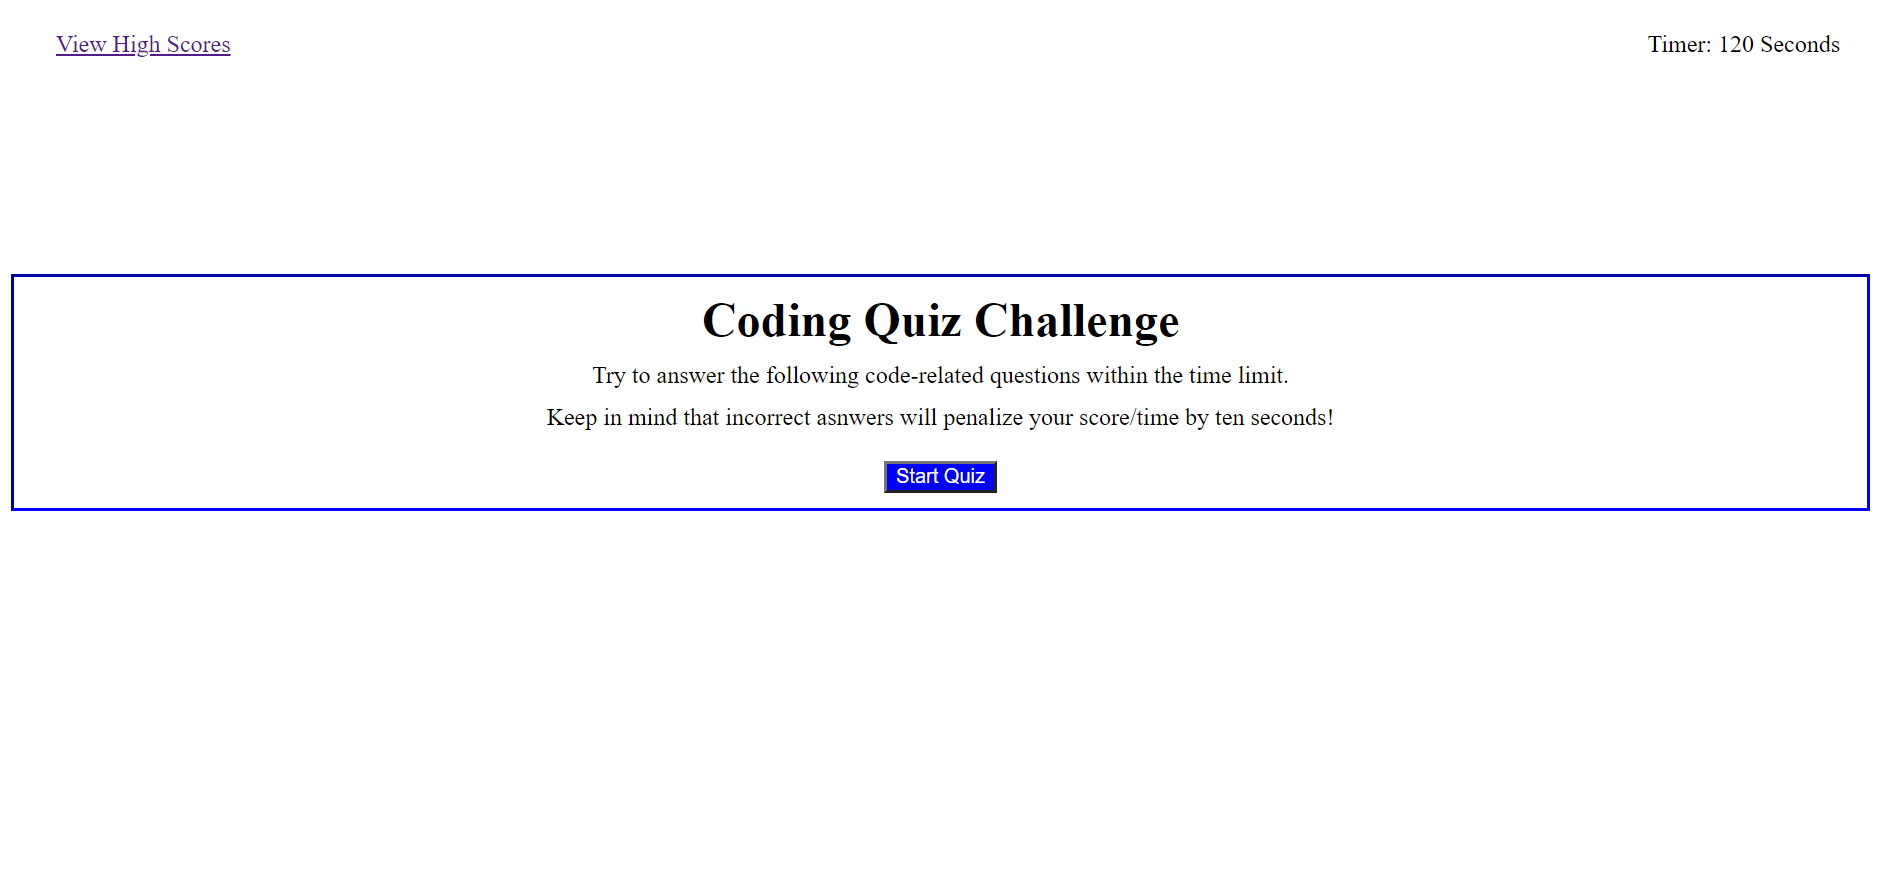 View High Scores
Timer: 120 Seconds
Coding Quiz Challenge
Try to answer the following code-related questions within the time limit.
Keep in mind that incorrect asnwers will penalize your score/time by ten seconds!
Start Quiz